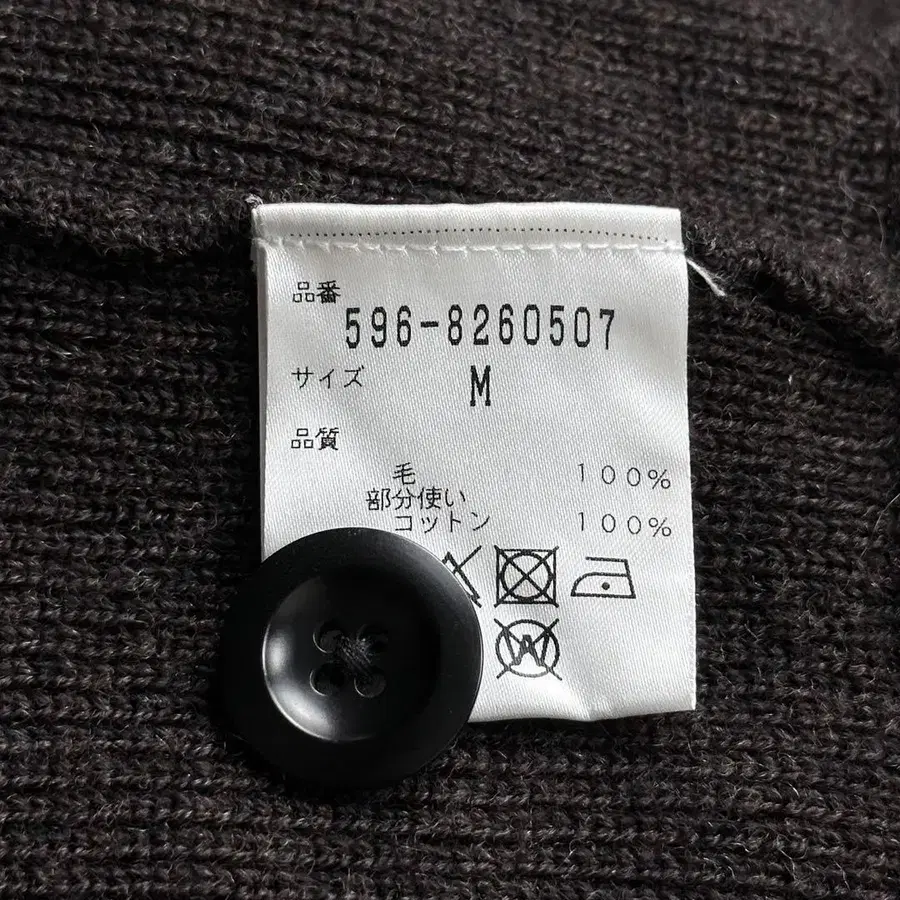 品番
596-8260507
サイズ M
品質
毛 100%
部分使い
コットン 100%